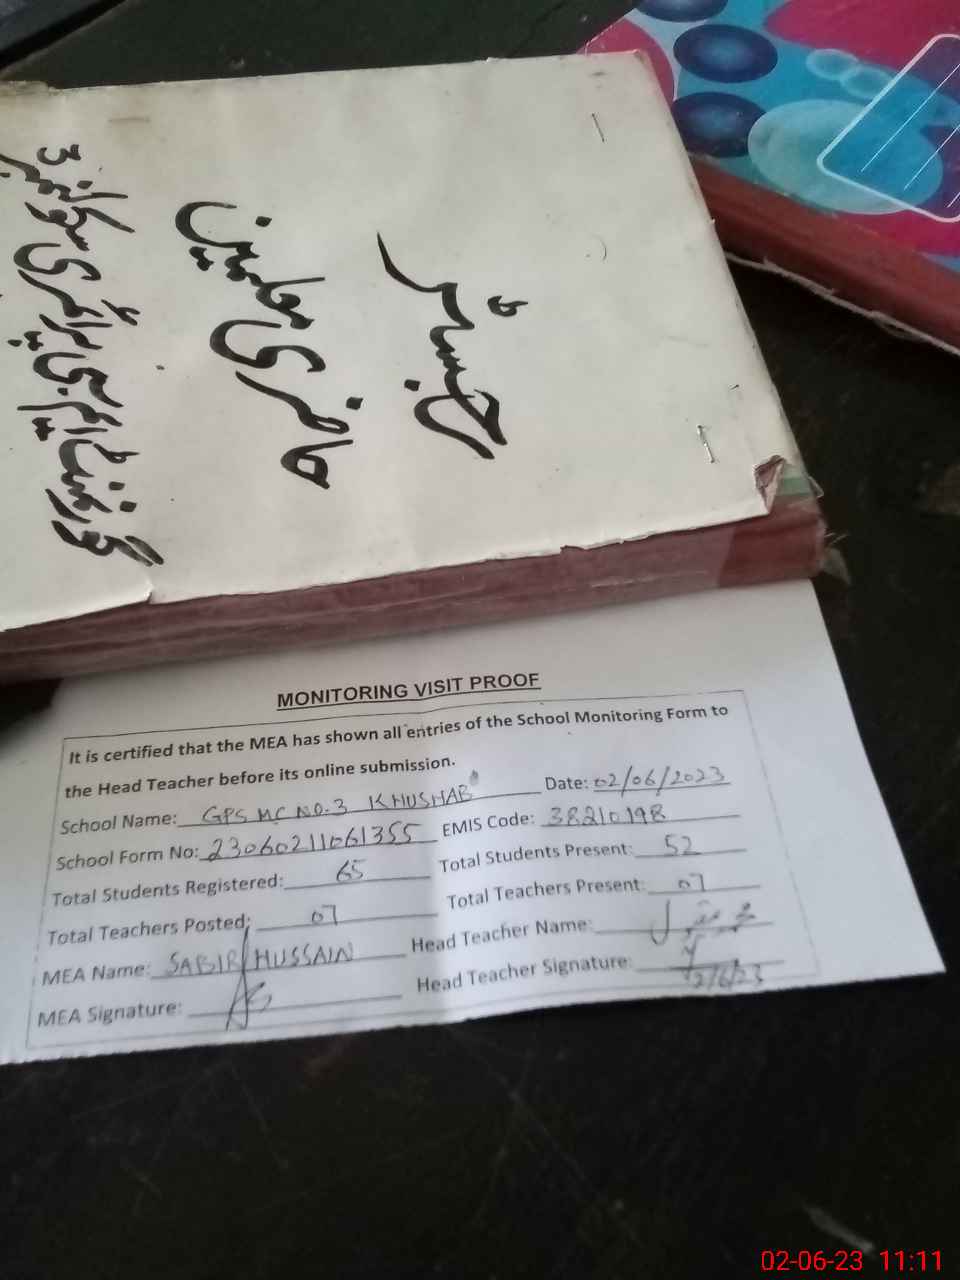 رجسٹر
حاضری معلمین
گورنمنٹ ایم سی پرائمری سکول نمبر 3
MONITORING VISIT PROOF
It is certified that the MEA has shown all entries of the School Monitoring Form to
the Head Teacher before its online submission.
School Name: GPS MC NO.3 KHUSHAB Date: 02/06/2023
School Form No: 23060211061355 EMIS Code: 38210198
Total Students Registered: 65 Total Students Present: 52
Total Teachers Posted: 07 Total Teachers Present: 07
MEA Name: SABIR HUSSAIN Head Teacher Name:
MEA Signature: Head Teacher Signature:
2/6/23
02-06-23 11:11